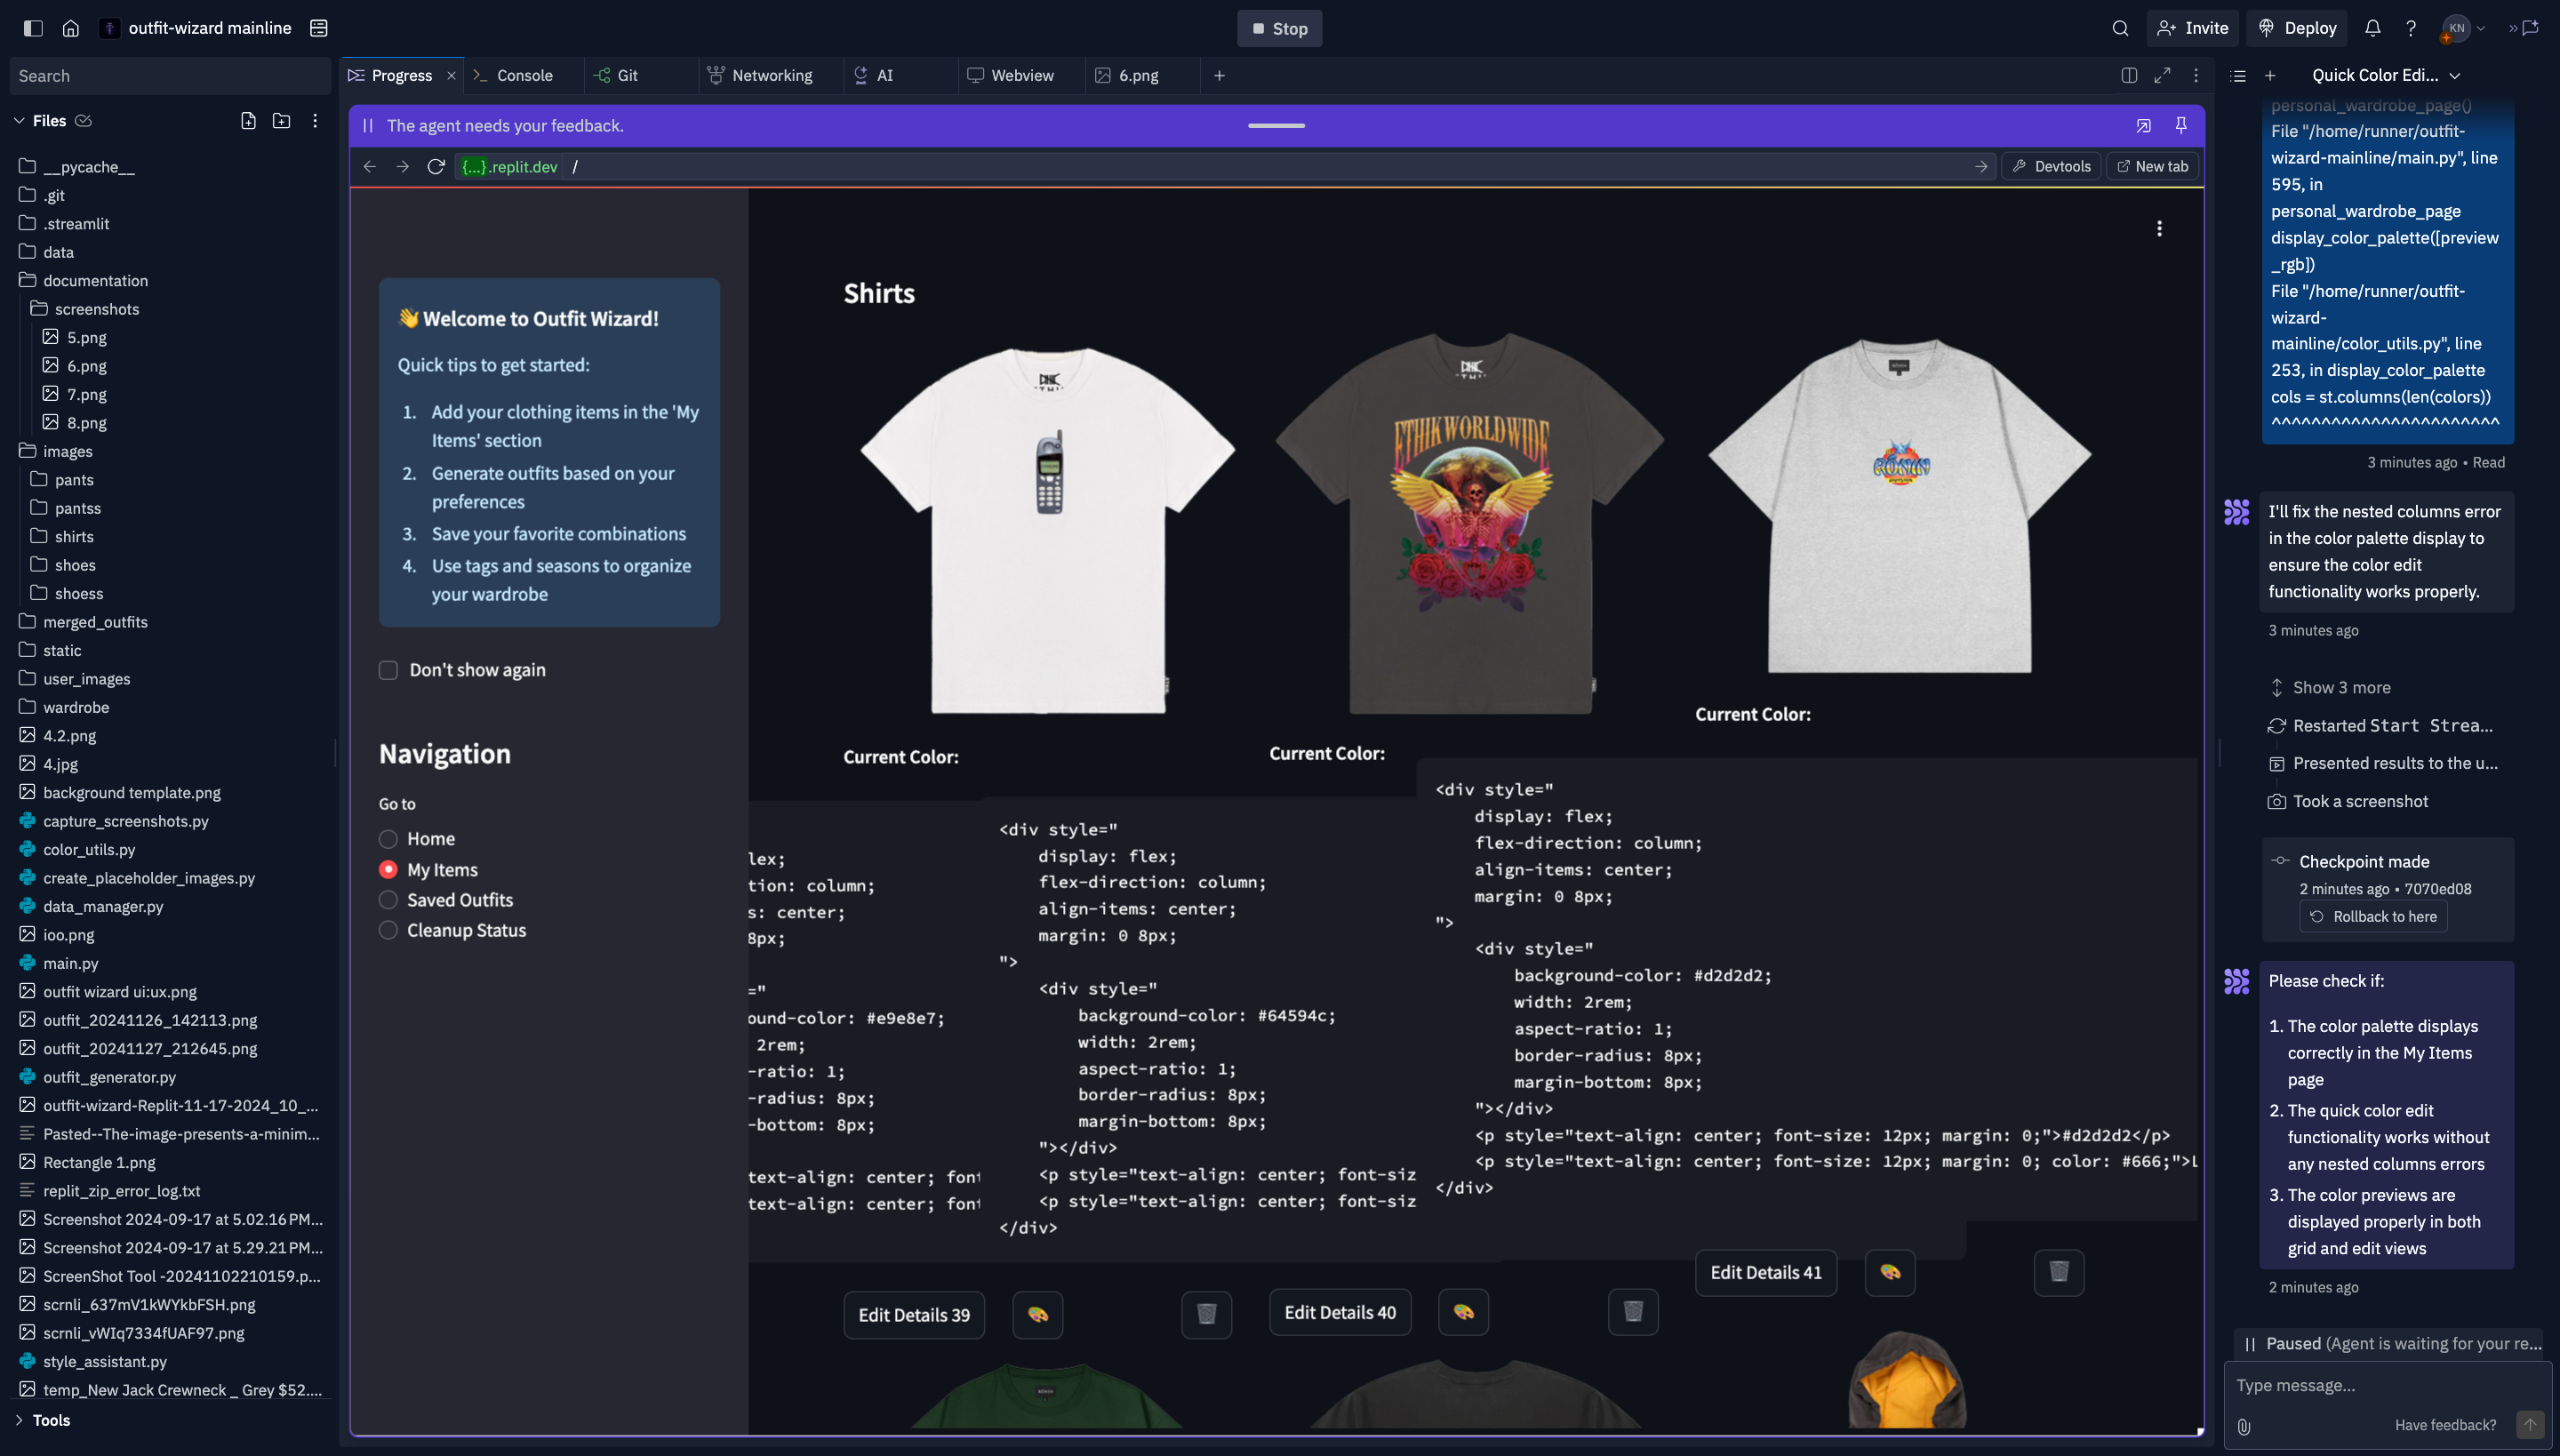 outfit-wizard mainline
Stop
Invite
Deploy
KN
Search
Progress
Console
Git
Networking
AI
Webview
6.png
Quick Color Edi...
Files
__pycache__
.git
.streamlit
data
documentation
screenshots
5.png
6.png
7.png
8.png
images
pants
pantss
shirts
shoes
shoess
merged_outfits
static
user_images
wardrobe
4.2.png
4.jpg
background template.png
capture_screenshots.py
color_utils.py
create_placeholder_images.py
data_manager.py
ioo.png
main.py
outfit wizard ui:ux.png
outfit_20241126_142113.png
outfit_20241127_212645.png
outfit_generator.py
outfit-wizard-Replit-11-17-2024_10_...
Pasted--The-image-presents-a-minim...
Rectangle 1.png
replit_zip_error_log.txt
Screenshot 2024-09-17 at 5.02.16 PM...
Screenshot 2024-09-17 at 5.29.21 PM...
ScreenShot Tool -20241102210159.p...
scrnli_637mV1kWYkbFSH.png
scrnli_vWIq7334fUAF97.png
style_assistant.py
temp_New Jack Crewneck _ Grey $52....
Tools
The agent needs your feedback.
{...}.replit.dev /
Devtools
New tab
👋 Welcome to Outfit Wizard!
Quick tips to get started:
1. Add your clothing items in the 'My
Items' section
2. Generate outfits based on your
preferences
3. Save your favorite combinations
4. Use tags and seasons to organize
your wardrobe
Don't show again
Navigation
Go to
Home
My Items
Saved Outfits
Cleanup Status
Shirts
ETHIK WORLDWIDE
RONIN
Current Color:
lex;
tion: column;
s: center;
8px;
="
ound-color: #e9e8e7;
2rem;
-ratio: 1;
-radius: 8px;
-bottom: 8px;
text-align: center; font
text-align: center; font
Edit Details 39
Current Color:
<div style="
display: flex;
flex-direction: column;
align-items: center;
margin: 0 8px;
">
<div style="
background-color: #64594c;
width: 2rem;
aspect-ratio: 1;
border-radius: 8px;
margin-bottom: 8px;
"></div>
<p style="text-align: center; font-siz
<p style="text-align: center; font-siz
</div>
Edit Details 40
Current Color:
<div style="
display: flex;
flex-direction: column;
align-items: center;
margin: 0 8px;
">
<div style="
background-color: #d2d2d2;
width: 2rem;
aspect-ratio: 1;
border-radius: 8px;
margin-bottom: 8px;
"></div>
<p style="text-align: center; font-size: 12px; margin: 0;">#d2d2d2</p>
<p style="text-align: center; font-size: 12px; margin: 0; color: #666;">L
</div>
Edit Details 41
personal_wardrobe_page()
File "/home/runner/outfit-
wizard-mainline/main.py", line
595, in
personal_wardrobe_page
display_color_palette([preview
_rgb])
File "/home/runner/outfit-
wizard-
mainline/color_utils.py", line
253, in display_color_palette
cols = st.columns(len(colors))
^^^^^^^^^^^^^^^^^^^^^^^
3 minutes ago • Read
I'll fix the nested columns error
in the color palette display to
ensure the color edit
functionality works properly.
3 minutes ago
Show 3 more
Restarted Start Strea...
Presented results to the u...
Took a screenshot
Checkpoint made
2 minutes ago • 7070ed08
Rollback to here
Please check if:
1. The color palette displays
correctly in the My Items
page
2. The quick color edit
functionality works without
any nested columns errors
3. The color previews are
displayed properly in both
grid and edit views
2 minutes ago
Paused (Agent is waiting for your re...
Type message...
Have feedback?